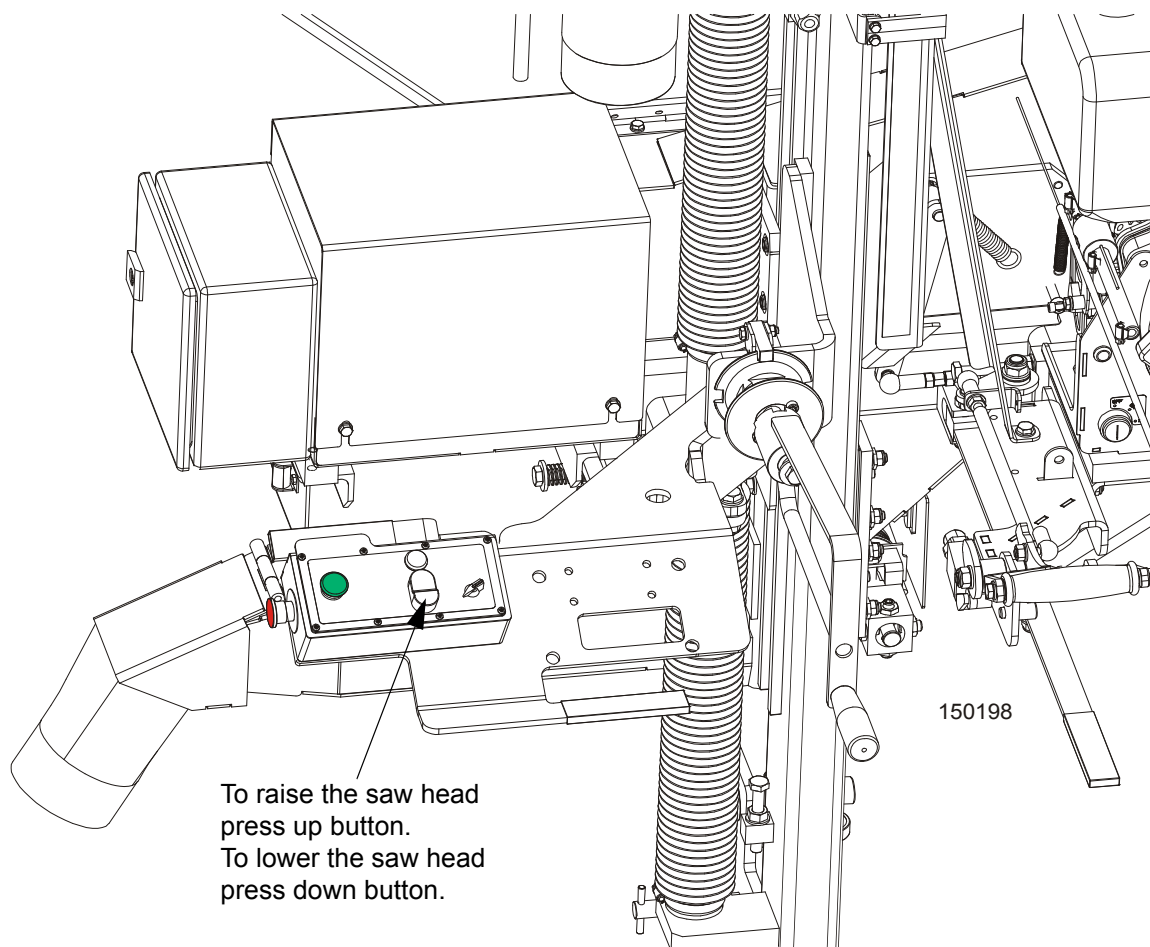 150198
To raise the saw head
press up button.
To lower the saw head
press down button.